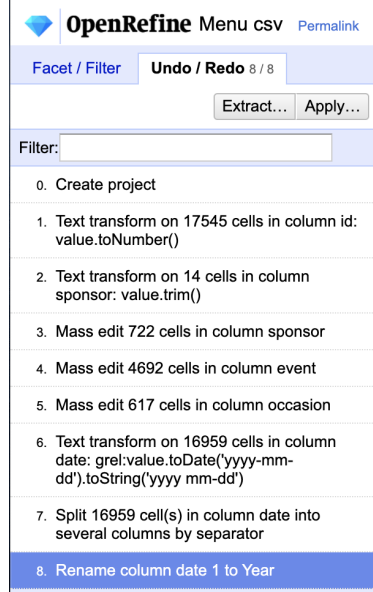 OpenRefine Menu csv Permalink
Facet / Filter Undo / Redo 8 / 8
Extract... Apply...
Filter:
0. Create project
1. Text transform on 17545 cells in column id:
value.toNumber()
2. Text transform on 14 cells in column
sponsor: value.trim()
3. Mass edit 722 cells in column sponsor
4. Mass edit 4692 cells in column event
5. Mass edit 617 cells in column occasion
6. Text transform on 16959 cells in column
date: grel:value.toDate('yyyy-mm-
dd').toString('yyyy mm-dd')
7. Split 16959 cell(s) in column date into
several columns by separator
8. Rename column date 1 to Year